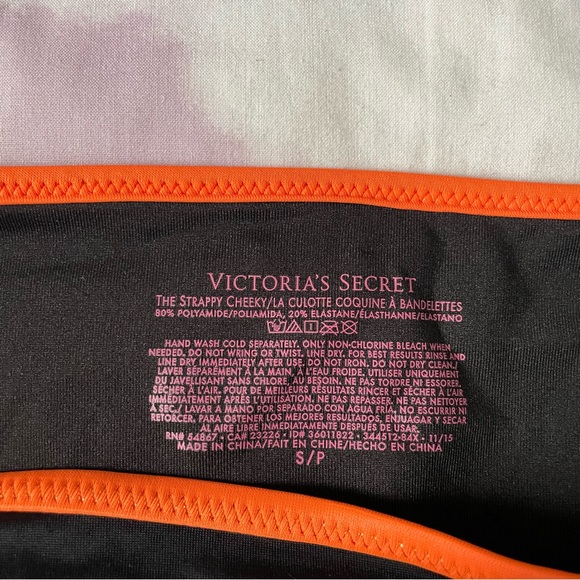 VICTORIA'S SECRET
THE STRAPPY CHEEKY/LA CULOTTE COQUINE À BANDELETTES
80% POLYAMIDE/POLIAMIDA, 20% ELASTANE/ÉLASTHANNE/ELASTANO
HAND WASH COLD SEPARATELY. ONLY NON-CHLORINE BLEACH WHEN
NEEDED. DO NOT WRING OR TWIST. LINE DRY. FOR BEST RESULTS RINSE AND
LINE DRY IMMEDIATELY AFTER USE. DO NOT IRON. DO NOT DRY CLEAN./
LAVER SÉPARÉMENT À LA MAIN, À L'EAU FROIDE. UTILISER UNIQUEMENT
DU JAVELLISANT SANS CHLORE, AU BESOIN. NE PAS TORDRE NI ESSORER.
SÉCHER À L'AIR. POUR DE MEILLEURS RÉSULTATS RINCER ET SÉCHER À L'AIR
IMMÉDIATEMENT APRÈS USAGE. NE PAS REPASSER. NE PAS NETTOYER
À SEC./ LAVAR A MANO POR SEPARADO CON AGUA FRÍA. NO ESCURRIR NI
RETORCER. PARA OBTENER LOS MEJORES RESULTADOS, ENJUAGAR Y SECAR
AL AIRE LIBRE INMEDIATAMENTE DESPUÉS DE USAR.
RN# 54867 • CA# 23226 • ID# 36011822 • 344512-84X • 11/15
MADE IN CHINA/FAIT EN CHINE/HECHO EN CHINA
S/P